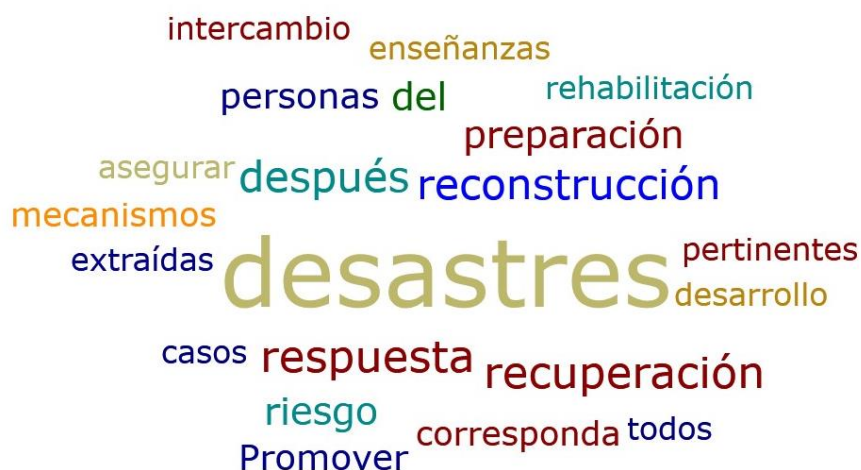 intercambio
enseñanzas
personas del
rehabilitación
preparación
asegurar después reconstrucción
mecanismos
extraídas desastres pertinentes
desarrollo
casos respuesta recuperación
riesgo
corresponda todos
Promover